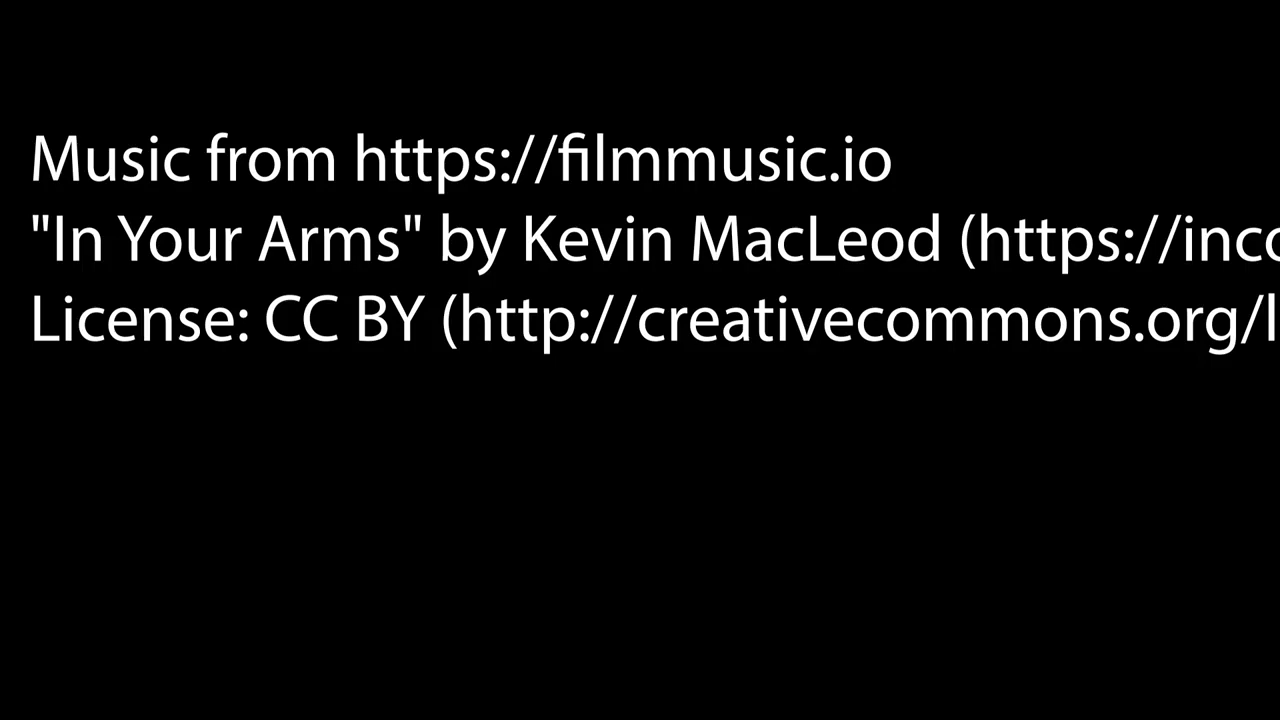 Music from https://filmmusic.io
"In Your Arms" by Kevin MacLeod (https://inco
License: CC BY (http://creativecommons.org/l